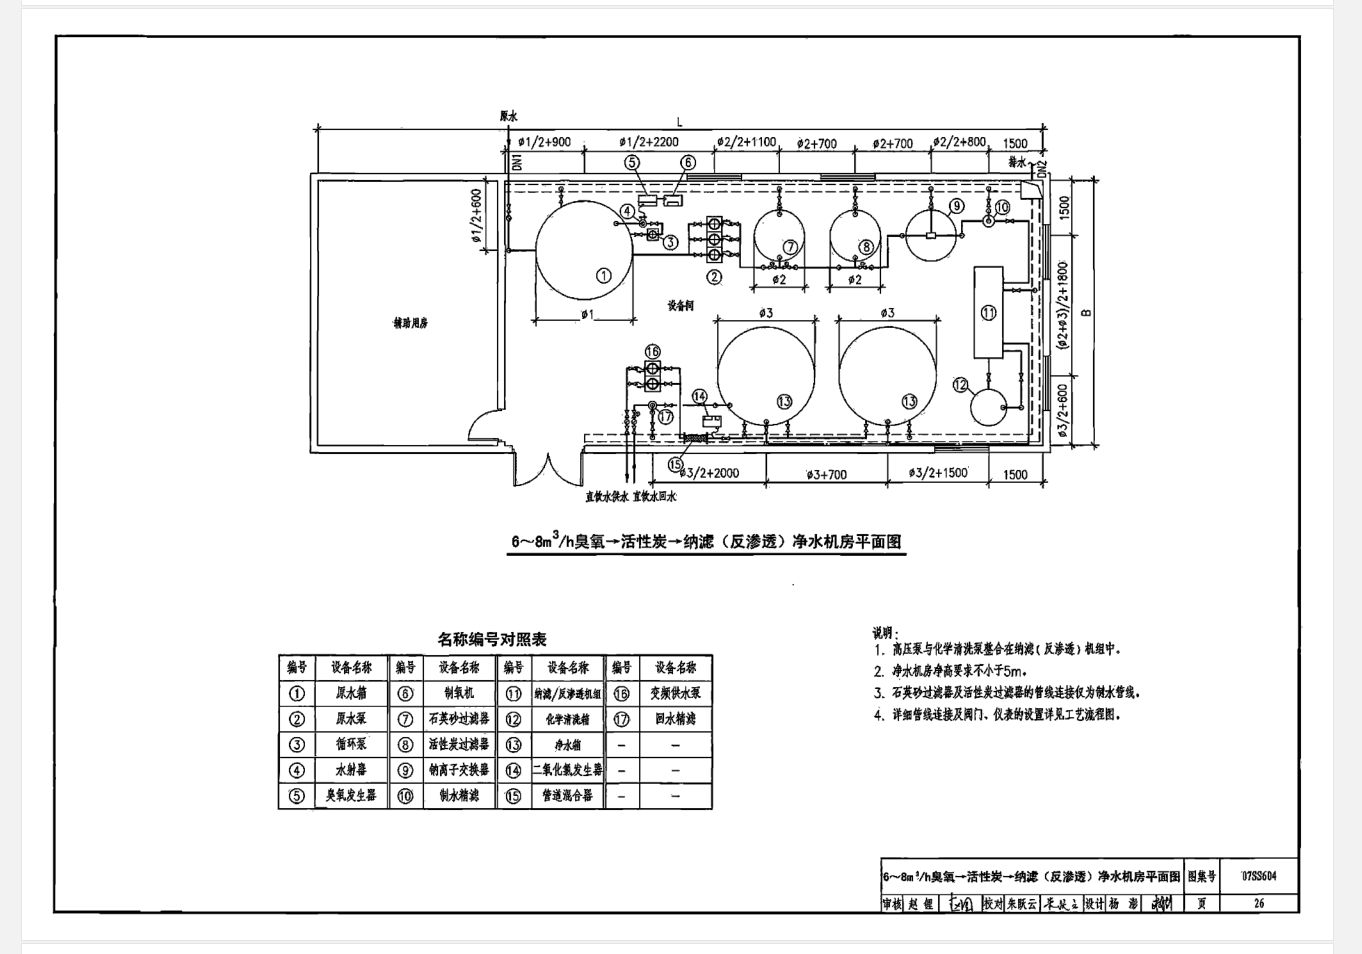 原水
L
ø1/2+900
ø1/2+2200
ø2/2+1100
ø2+700
ø2+700
ø2/2+800
1500
DN1
排水
DN2
⑤
⑥
ø1/2+600
④
③
①
②
⑦
⑧
⑨
⑩
1500
ø2
ø2
ø1
设备间
辅助用房
ø3
ø3
⑪
(ø2+ø3)/2+1800
B
⑯
⑫
⑭
⑬
⑬
⑰
ø3/2+600
⑮
ø3/2+2000
ø3+700
ø3/2+1500
1500
直饮水供水 直饮水回水
6～8m³/h臭氧→活性炭→纳滤（反渗透）净水机房平面图
名称编号对照表
编号 设备名称 编号 设备名称 编号 设备名称 编号 设备名称
① 原水箱 ⑥ 制氧机 ⑪ 纳滤/反渗透机组 ⑯ 变频供水泵
② 原水泵 ⑦ 石英砂过滤器 ⑫ 化学清洗箱 ⑰ 回水精滤
③ 循环泵 ⑧ 活性炭过滤器 ⑬ 净水箱 － －
④ 水射器 ⑨ 钠离子交换器 ⑭ 二氧化氯发生器 － －
⑤ 臭氧发生器 ⑩ 制水精滤 ⑮ 管道混合器 － －
说明：
1. 高压泵与化学清洗泵整合在纳滤(反渗透)机组中。
2. 净水机房净高要求不小于5m。
3. 石英砂过滤器及活性炭过滤器的管线连接仅为制水管线。
4. 详细管线连接及阀门、仪表的设置详见工艺流程图。
6～8m³/h臭氧→活性炭→纳滤（反渗透）净水机房平面图 图集号 07SS604
审核 赵锂 校对 朱跃云 设计 杨澎 页 26